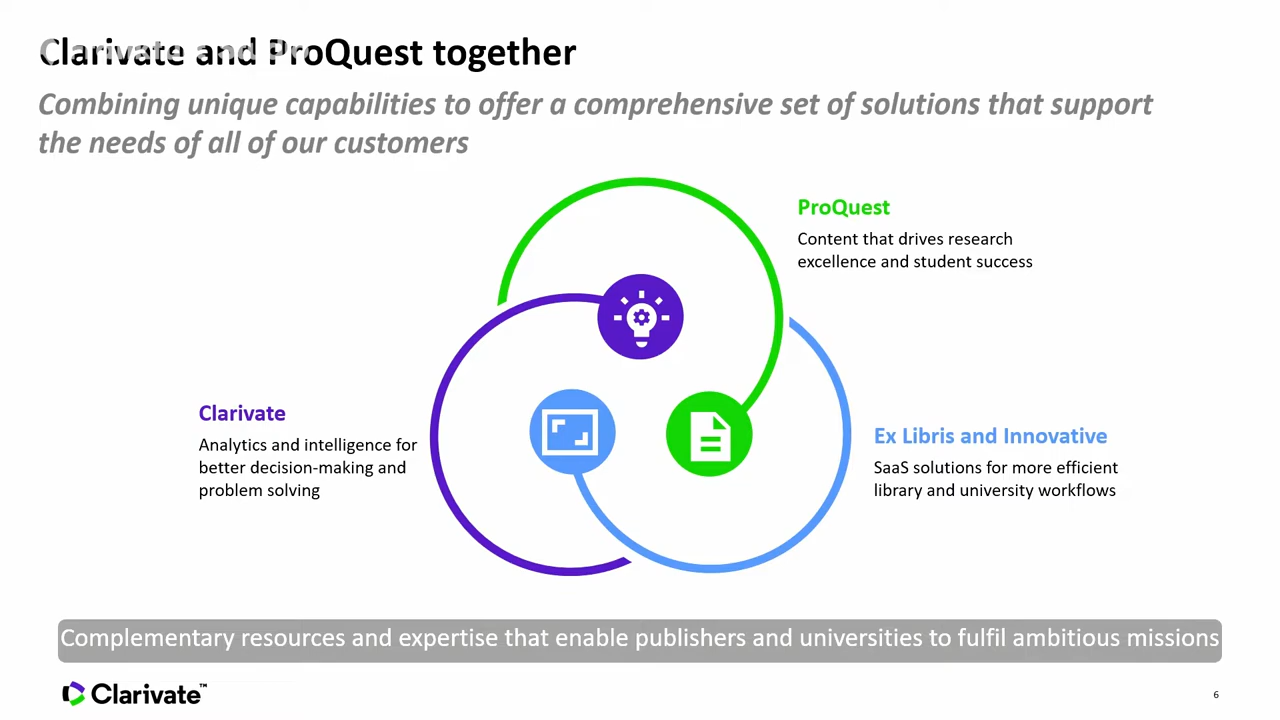 Clarivate and ProQuest together
Combining unique capabilities to offer a comprehensive set of solutions that support
the needs of all of our customers
ProQuest
Content that drives research
excellence and student success
Clarivate
Analytics and intelligence for
better decision-making and
problem solving
Ex Libris and Innovative
SaaS solutions for more efficient
library and university workflows
Complementary resources and expertise that enable publishers and universities to fulfil ambitious missions
Clarivate™
6